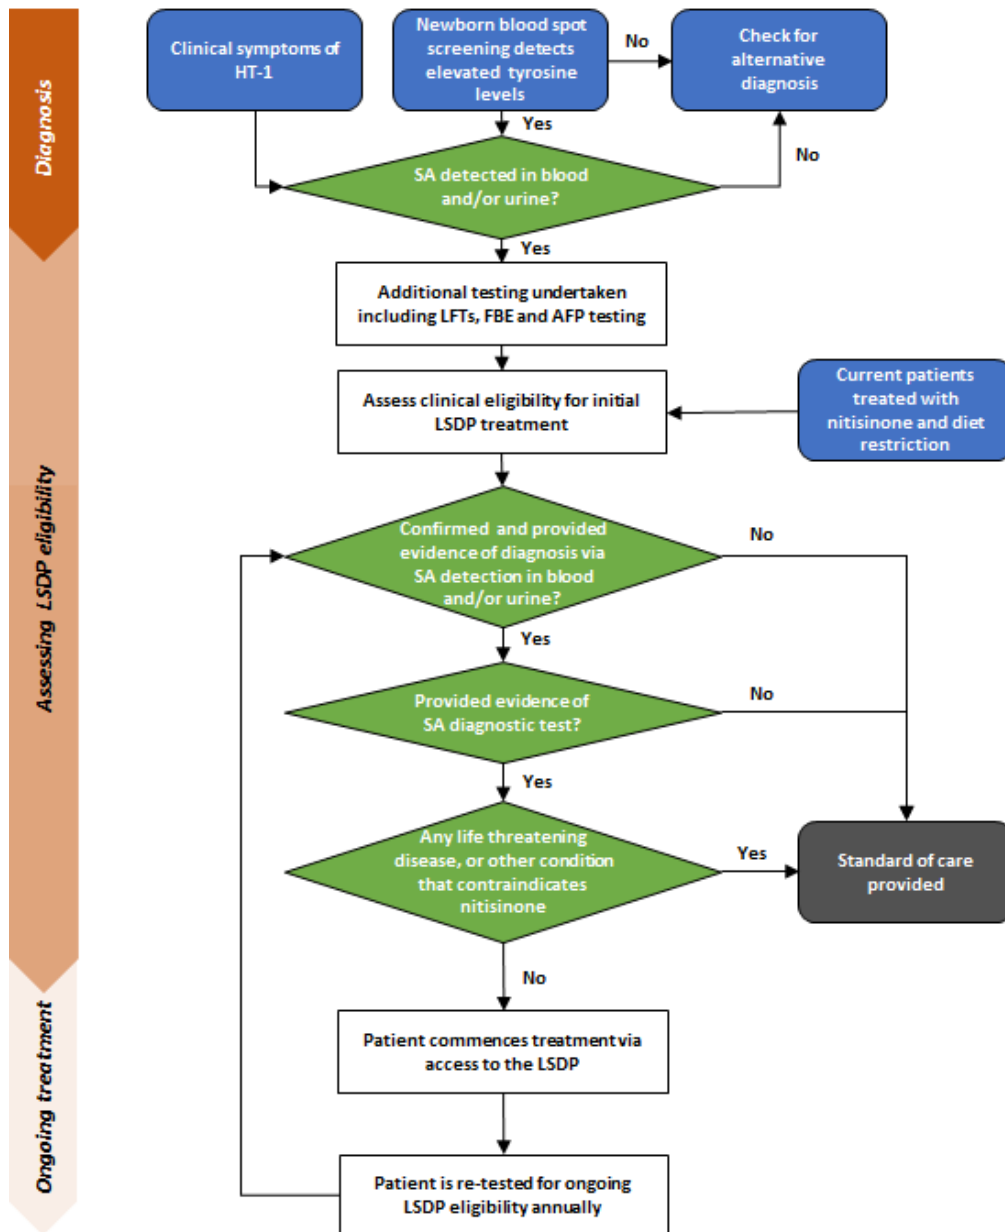 Diagnosis
Clinical symptoms of
HT-1
Newborn blood spot
screening detects
elevated tyrosine
levels
No
Check for
alternative
diagnosis
Yes
No
SA detected in blood
and/or urine?
Yes
Assessing LSDP eligibility
Additional testing undertaken
including LFTs, FBE and AFP testing
Assess clinical eligibility for initial
LSDP treatment
Current patients
treated with
nitisinone and diet
restriction
Confirmed and provided
evidence of diagnosis via
SA detection in blood
and/or urine?
No
Yes
Provided evidence of
SA diagnostic test?
No
Yes
Any life threatening
disease, or other condition
that contraindicates
nitisinone
Yes
Standard of care
provided
No
Ongoing treatment
Patient commences treatment via
access to the LSDP
Patient is re-tested for ongoing
LSDP eligibility annually